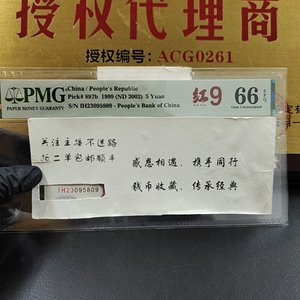 授权代理商
授权编号：ACG0261
PMG
PAPER MONEY GUARANTY
China / People's Republic
Pick# 897b 1999 (ND 2002) 5 Yuan
S/N IH23095809 - People's Bank of China
红9
66 EPQ
Gem Uncirculated
关注主播不迷路
拍二单包邮顺丰
感恩相遇，携手同行
钱币收藏，传承经典
IH23095809